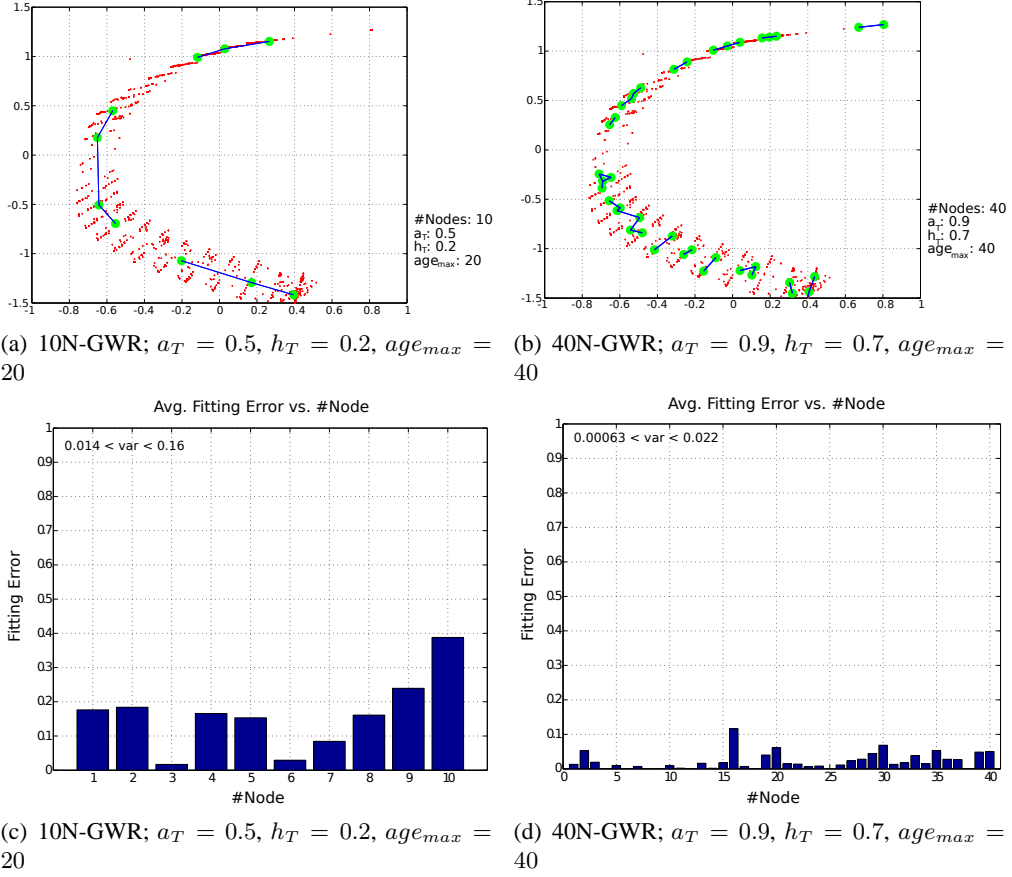 1.5
1
0.5
0
-0.5
-1
-1.5
-1 -0.8 -0.6 -0.4 -0.2 0 0.2 0.4 0.6 0.8 1
#Nodes: 10
a_T: 0.5
h_T: 0.2
age_max: 20
1.5
1
0.5
0
-0.5
-1
-1.5
-1 -0.8 -0.6 -0.4 -0.2 0 0.2 0.4 0.6 0.8 1
#Nodes: 40
a_T: 0.9
h_T: 0.7
age_max: 40
(a) 10N-GWR; a_T = 0.5, h_T = 0.2, age_max =
20
(b) 40N-GWR; a_T = 0.9, h_T = 0.7, age_max =
40
Avg. Fitting Error vs. #Node
0.014 < var < 0.16
1
0.9
0.8
0.7
0.6
0.5
0.4
0.3
0.2
0.1
0
Fitting Error
1 2 3 4 5 6 7 8 9 10
#Node
Avg. Fitting Error vs. #Node
0.00063 < var < 0.022
1
0.9
0.8
0.7
0.6
0.5
0.4
0.3
0.2
0.1
0
Fitting Error
0 5 10 15 20 25 30 35 40
#Node
(c) 10N-GWR; a_T = 0.5, h_T = 0.2, age_max =
20
(d) 40N-GWR; a_T = 0.9, h_T = 0.7, age_max =
40